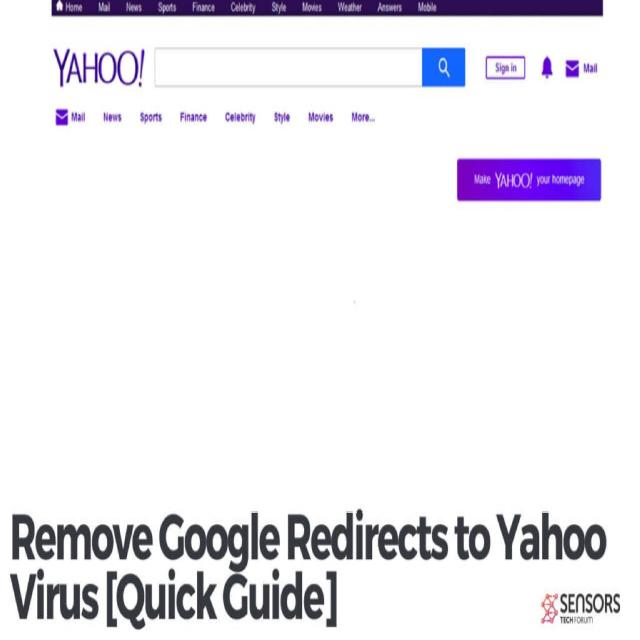 Home Mail News Sports Finance Celebrity Style Movies Weather Answers Mobile
YAHOO!
Sign in
Mail
Mail News Sports Finance Celebrity Style Movies More...
Make YAHOO! your homepage
Remove Google Redirects to Yahoo
Virus [Quick Guide]
SENSORS
TECH FORUM